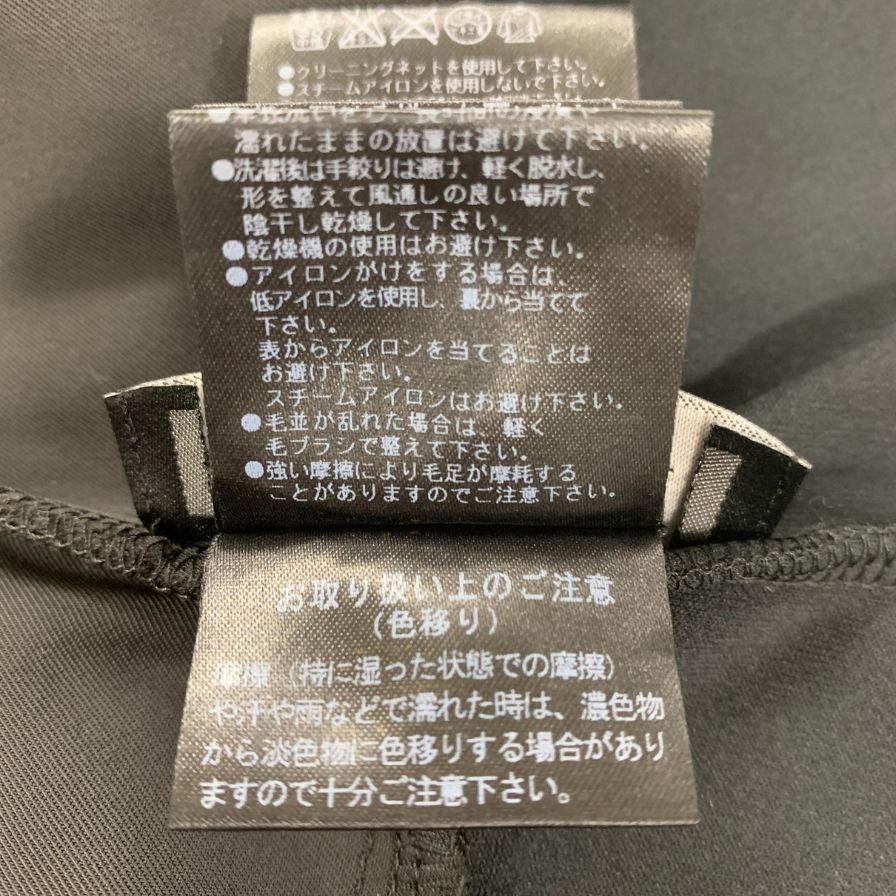 ●クリーニングネットを使用して下さい。
●スチームアイロンを使用しないで下さい。
濡れたままの放置は避けて下さい。
●洗濯後は手絞りは避け、軽く脱水し、
形を整えて風通しの良い場所で
陰干し乾燥して下さい。
●乾燥機の使用はお避け下さい。
●アイロンがけをする場合は、
低アイロンを使用し、裏から当てて
下さい。
表からアイロンを当てることは
お避け下さい。
スチームアイロンはお避け下さい。
●毛並が乱れた場合は、軽く
毛ブラシで整えて下さい。
●強い摩擦により毛足が摩耗する
ことがありますのでご注意下さい。
お取り扱い上のご注意
(色移り)
摩擦(特に湿った状態での摩擦)
や汗や雨などで濡れた時は、濃色物
から淡色物に色移りする場合があり
ますので十分ご注意下さい。